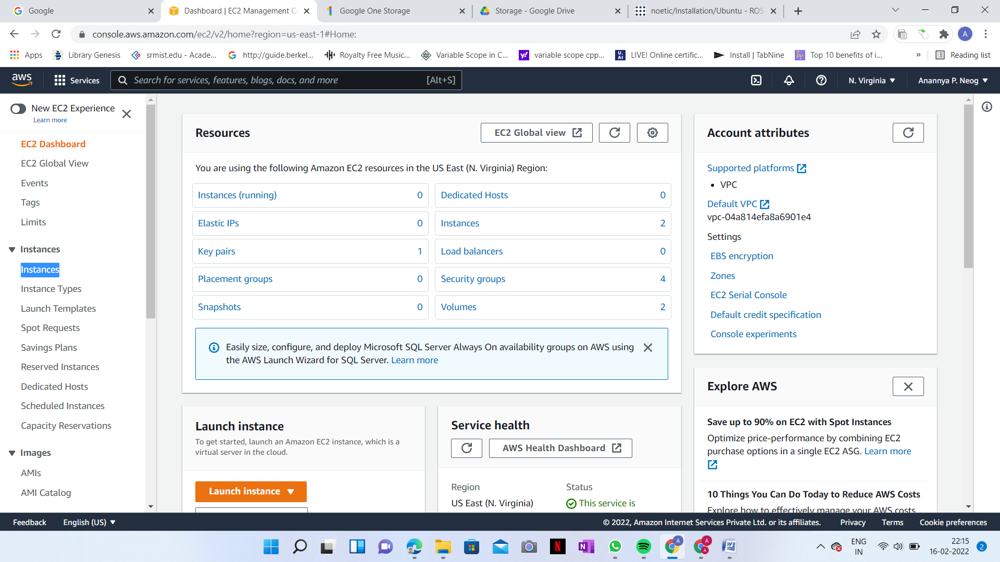 Google
Dashboard | EC2 Management C
Google One Storage
Storage - Google Drive
noetic/Installation/Ubuntu - ROS
console.aws.amazon.com/ec2/v2/home?region=us-east-1#Home:
A
Apps
Library Genesis
srmist.edu - Acade...
http://guide.berkel...
Royalty Free Music...
Variable Scope in C...
variable scope cpp...
LIVE! Online certific...
Install | TabNine
Top 10 benefits of i...
»
Reading list
aws
Services
Search for services, features, blogs, docs, and more
[Alt+S]
N. Virginia
Anannya P. Neog
New EC2 Experience
Learn more
EC2 Dashboard
EC2 Global View
Events
Tags
Limits
Instances
Instances
Instance Types
Launch Templates
Spot Requests
Savings Plans
Reserved Instances
Dedicated Hosts
Scheduled Instances
Capacity Reservations
Images
AMIs
AMI Catalog
Resources
EC2 Global view
You are using the following Amazon EC2 resources in the US East (N. Virginia) Region:
Instances (running) 0
Dedicated Hosts 0
Elastic IPs 0
Instances 2
Key pairs 1
Load balancers 0
Placement groups 0
Security groups 4
Snapshots 0
Volumes 2
Easily size, configure, and deploy Microsoft SQL Server Always On availability groups on AWS using
the AWS Launch Wizard for SQL Server. Learn more
Launch instance
To get started, launch an Amazon EC2 instance, which is a
virtual server in the cloud.
Launch instance
Service health
AWS Health Dashboard
Region
US East (N. Virginia)
Status
This service is
Account attributes
Supported platforms
• VPC
Default VPC
vpc-04a814efa8a6901e4
Settings
EBS encryption
Zones
EC2 Serial Console
Default credit specification
Console experiments
Explore AWS
Save up to 90% on EC2 with Spot Instances
Optimize price-performance by combining EC2
purchase options in a single EC2 ASG. Learn more
10 Things You Can Do Today to Reduce AWS Costs
Explore how to effectively manage your AWS costs
Feedback
English (US)
© 2022, Amazon Internet Services Private Ltd. or its affiliates.
Privacy
Terms
Cookie preferences
ENG
IN
22:15
16-02-2022
2